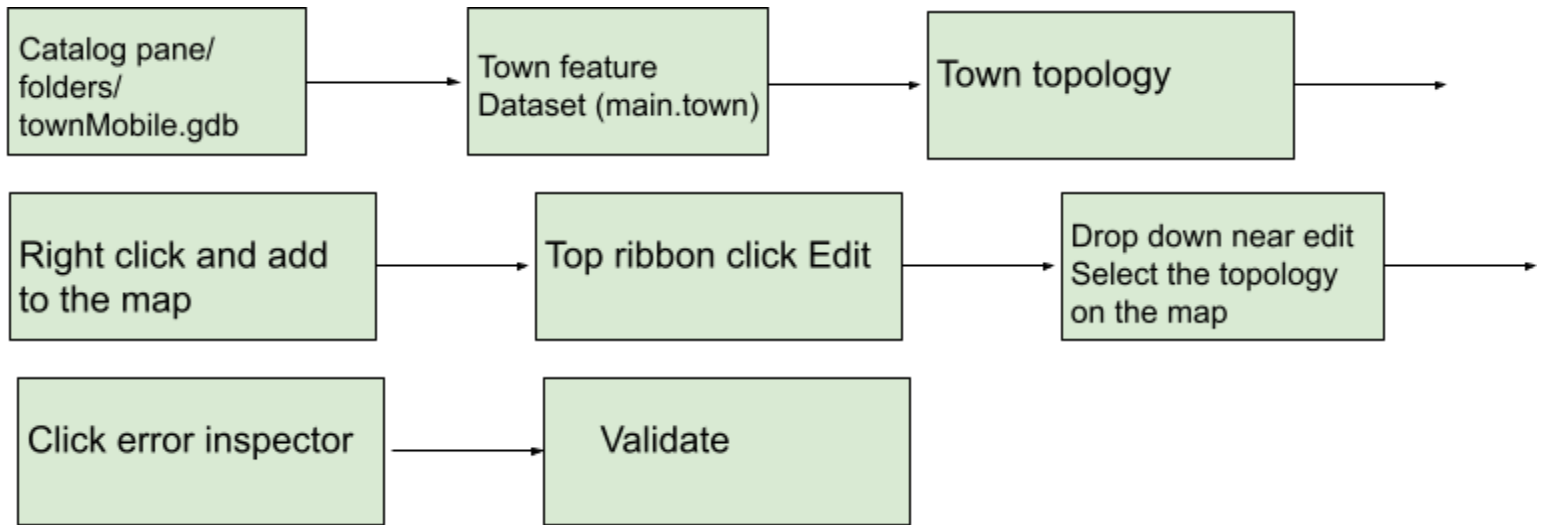 Catalog pane/
folders/
townMobile.gdb
Town feature
Dataset (main.town)
Town topology
Right click and add
to the map
Top ribbon click Edit
Drop down near edit
Select the topology
on the map
Click error inspector
Validate